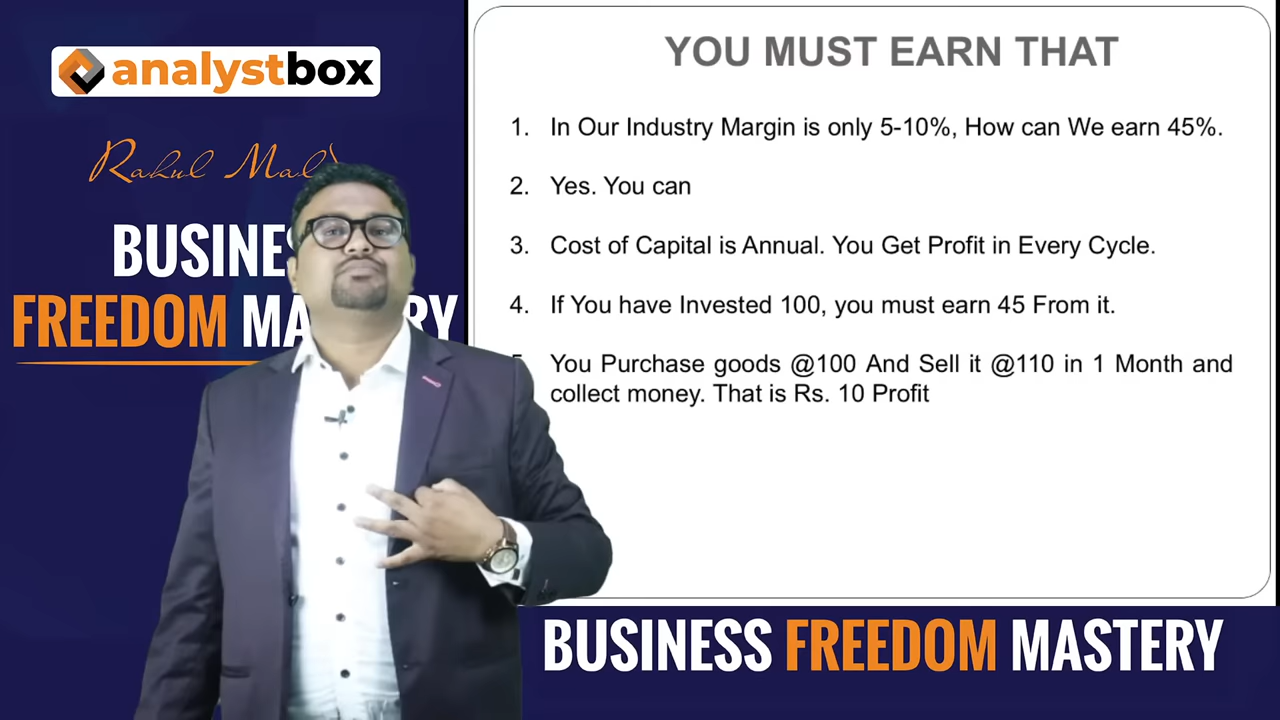 analystbox
Rahul
BUSINE
FREEDOM MA RY
YOU MUST EARN THAT
1. In Our Industry Margin is only 5-10%, How can We earn 45%.
2. Yes. You can
3. Cost of Capital is Annual. You Get Profit in Every Cycle.
4. If You have Invested 100, you must earn 45 From it.
You Purchase goods @100 And Sell it @110 in 1 Month and
collect money. That is Rs. 10 Profit
BUSINESS FREEDOM MASTERY